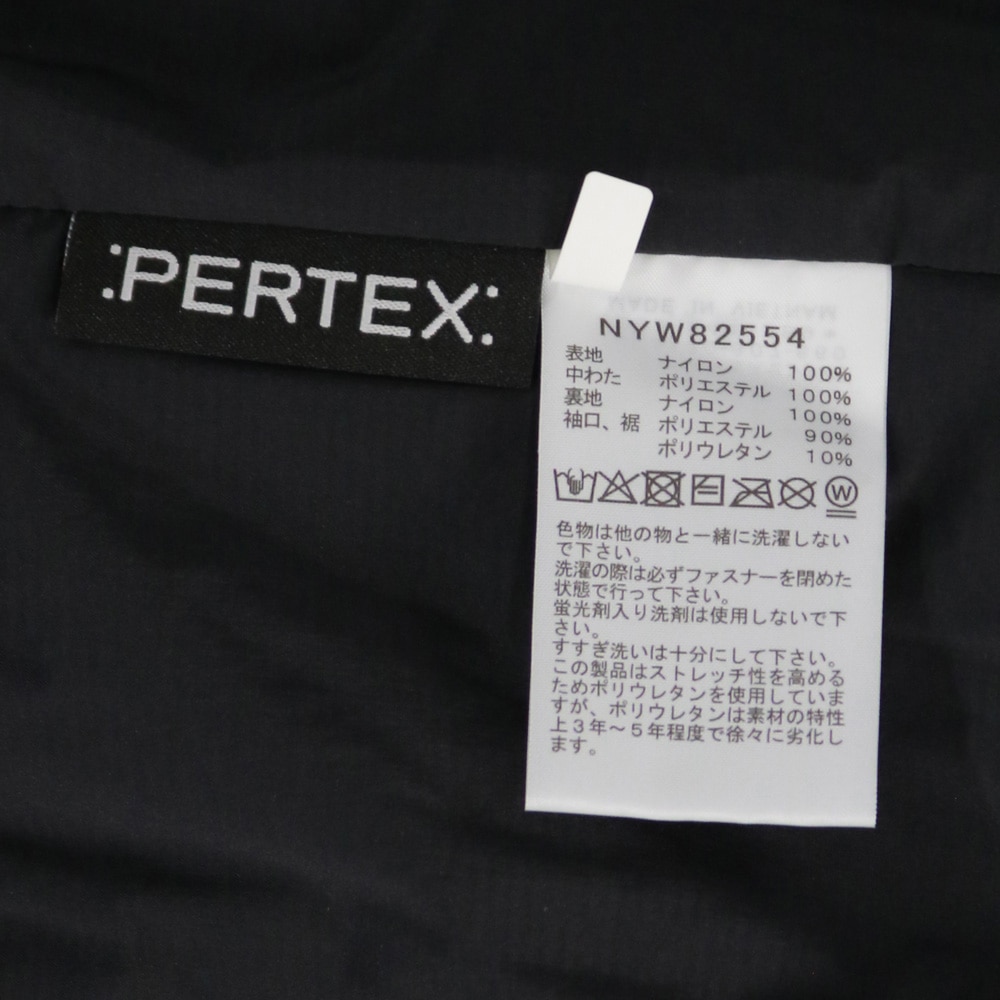 PERTEX
MADE IN VIETNAM
NYW82554
表地 ナイロン 100%
中わた ポリエステル 100%
裏地 ナイロン 100%
袖口、裾 ポリエステル 90%
ポリウレタン 10%
W
色物は他の物と一緒に洗濯しない
で下さい。
洗濯の際は必ずファスナーを閉めた
状態で行って下さい。
蛍光剤入り洗剤は使用しないで下
さい。
すすぎ洗いは十分にして下さい。
この製品はストレッチ性を高める
ためポリウレタンを使用していま
すが、ポリウレタンは素材の特性
上3年～5年程度で徐々に劣化し
ます。